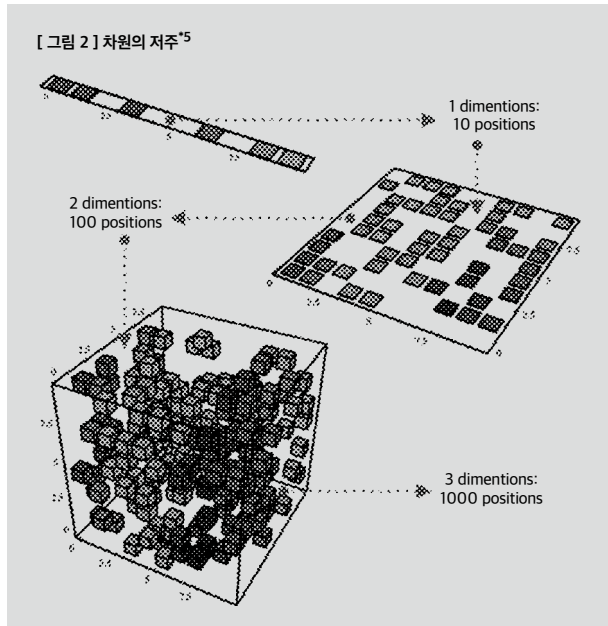 [ 그림 2 ] 차원의 저주*5
1 dimentions:
10 positions
2 dimentions:
100 positions
3 dimentions:
1000 positions